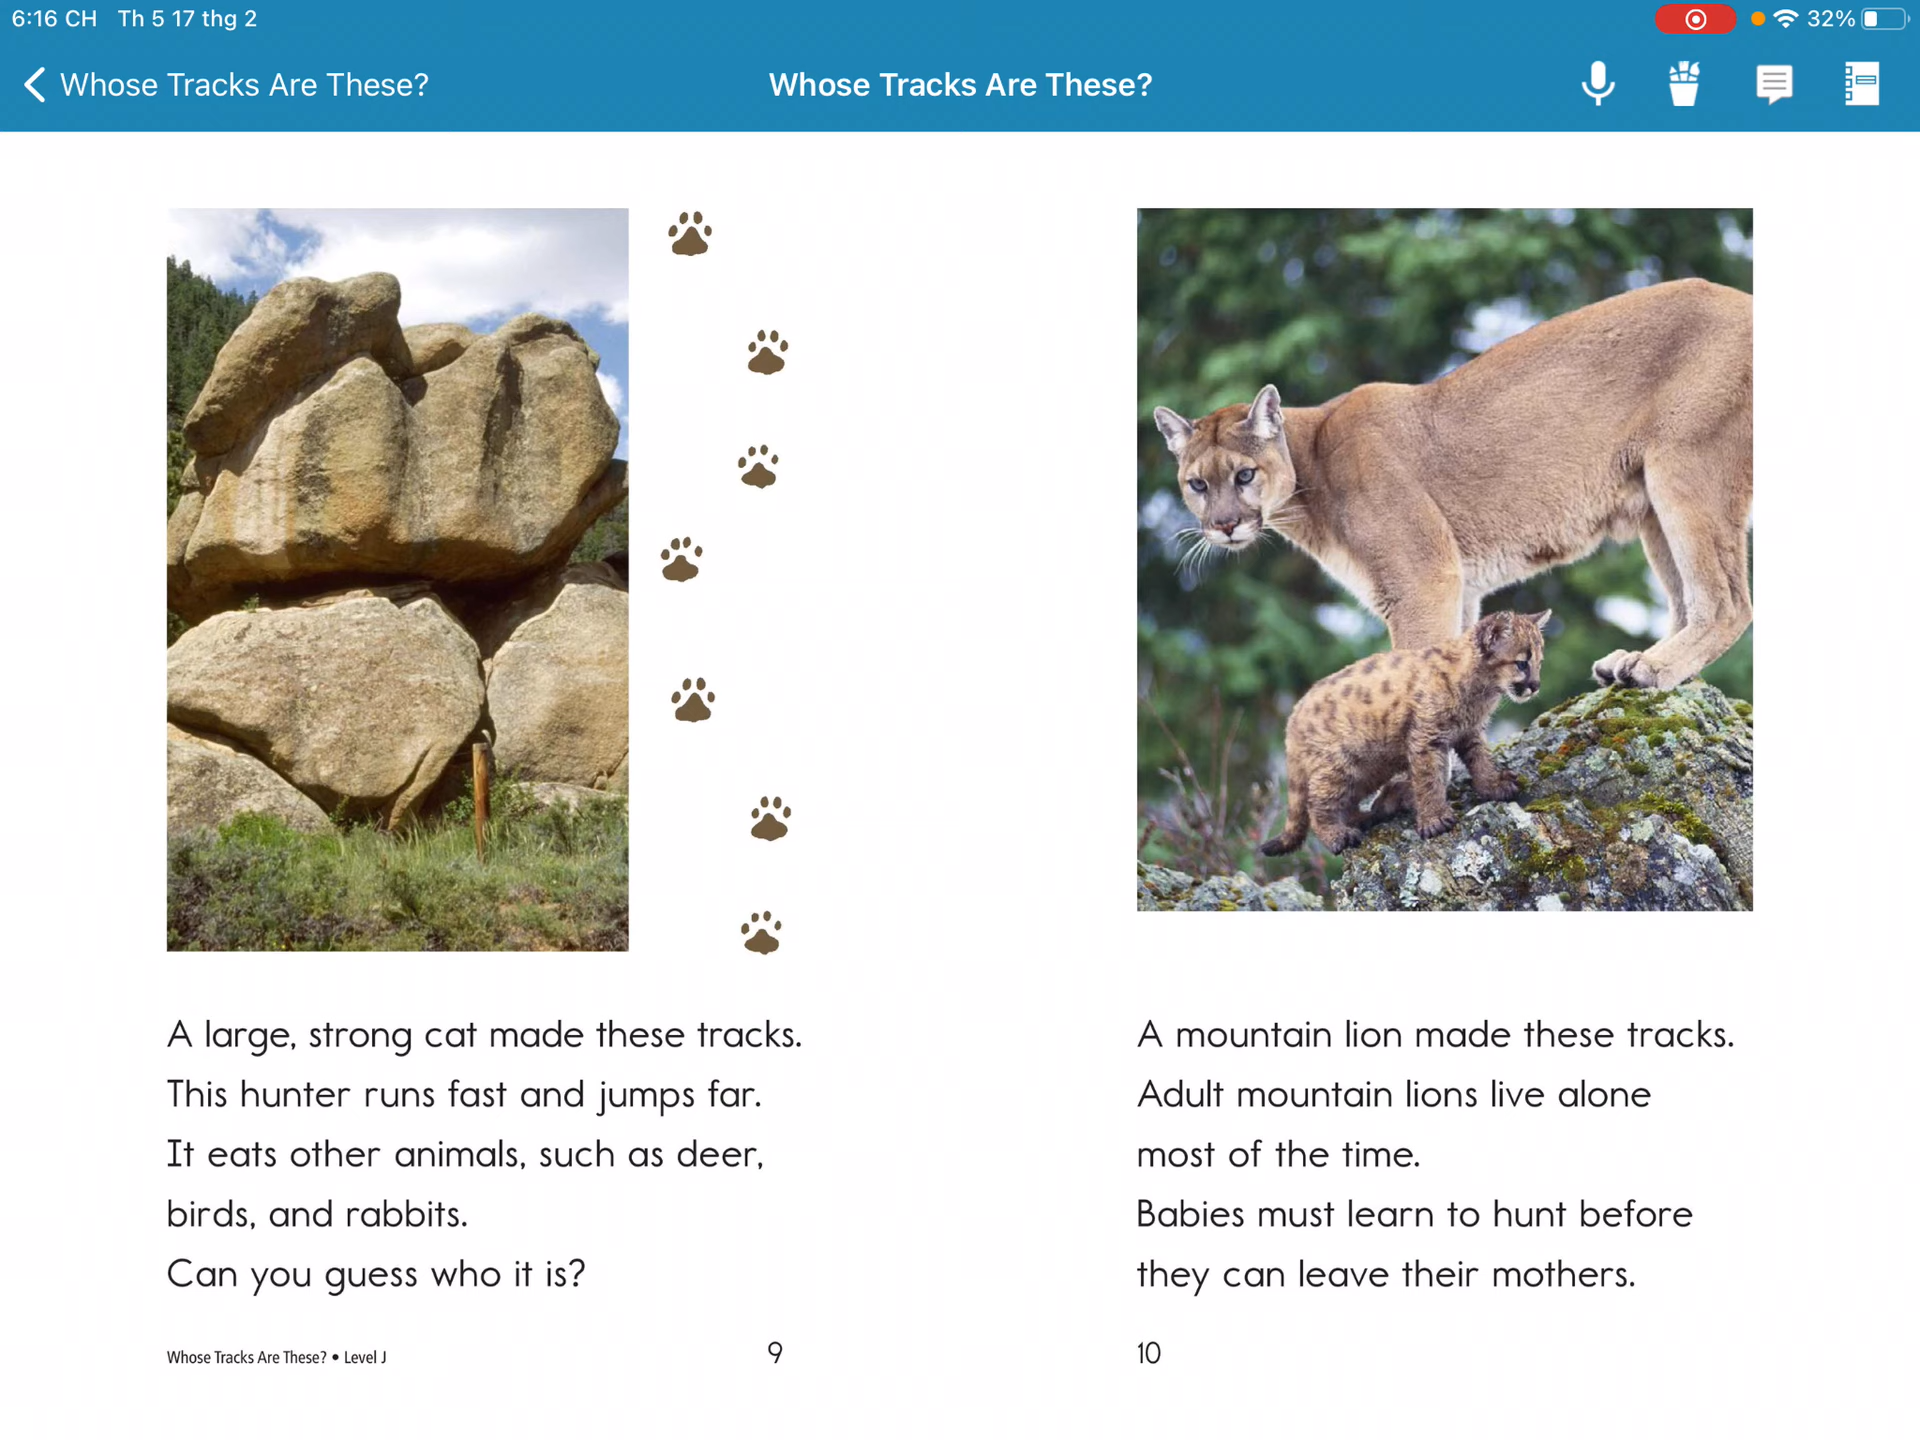 6:16 CH Th 5 17 thg 2
32%
Whose Tracks Are These?
Whose Tracks Are These?
A large, strong cat made these tracks.
This hunter runs fast and jumps far.
It eats other animals, such as deer,
birds, and rabbits.
Can you guess who it is?
Whose Tracks Are These? • Level J
9
A mountain lion made these tracks.
Adult mountain lions live alone
most of the time.
Babies must learn to hunt before
they can leave their mothers.
10